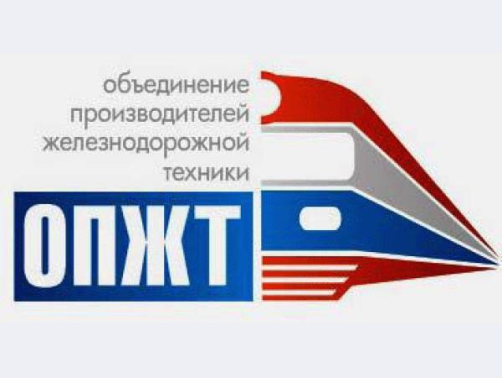 объединение
производителей
железнодорожной
техники
ОПЖТ